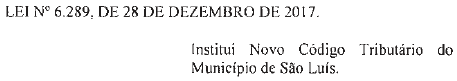 LEI Nº 6.289, DE 28 DE DEZEMBRO DE 2017.
Institui Novo Código Tributário do
Município de São Luís.